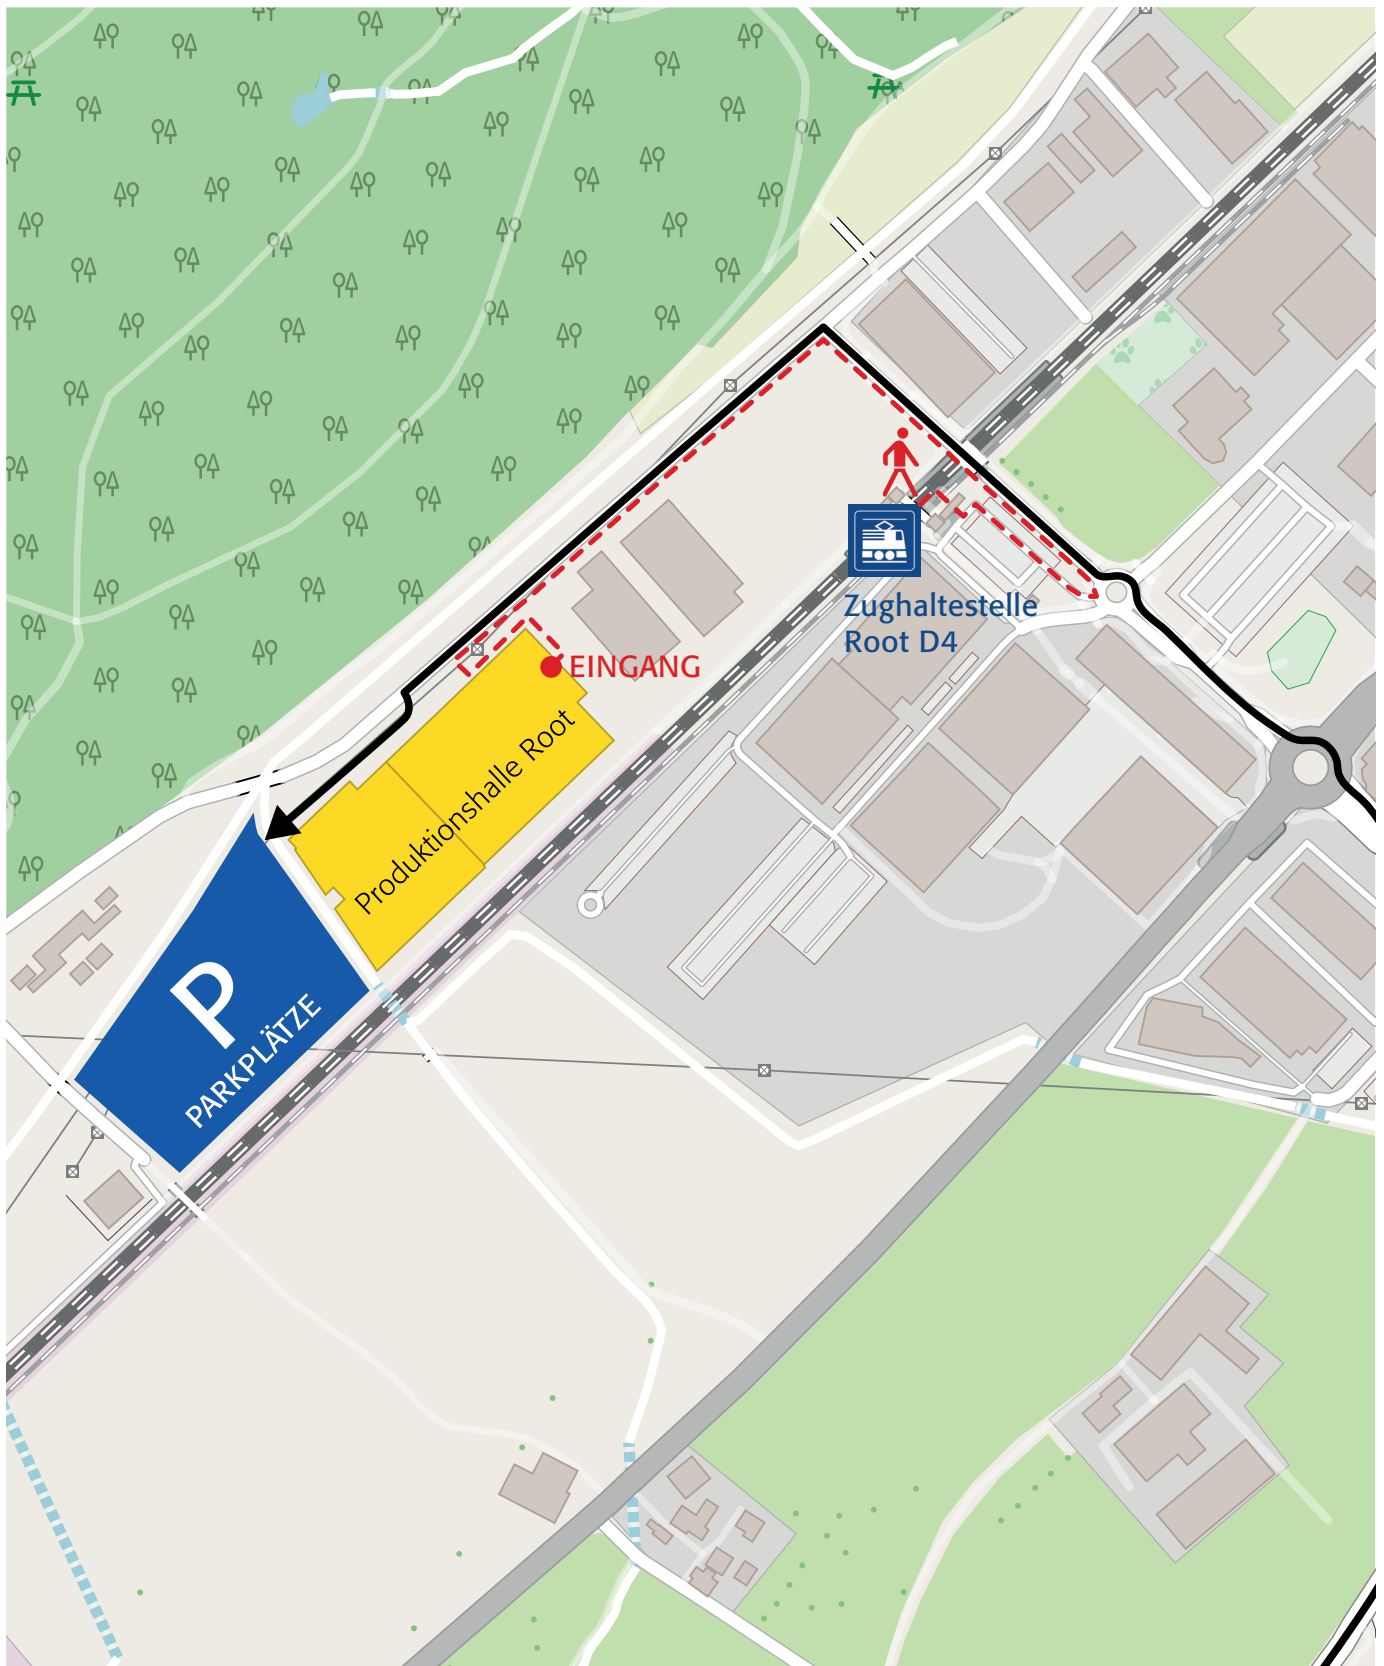 Zughaltestelle
Root D4
EINGANG
Produktionshalle Root
P
PARKPLÄTZE